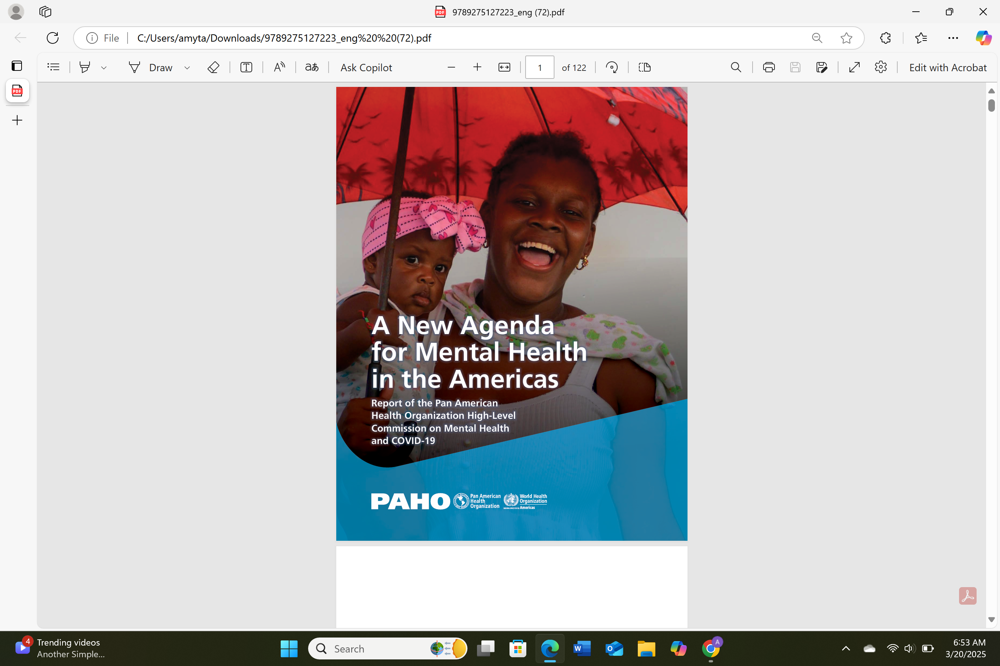 9789275127223_eng (72).pdf
File
C:/Users/amyta/Downloads/9789275127223_eng%20%20(72).pdf
Draw
Ask Copilot
1
of 122
Edit with Acrobat
PDF
A New Agenda
for Mental Health
in the Americas
Report of the Pan American
Health Organization High-Level
Commission on Mental Health
and COVID-19
PAHO
Pan American
Health
Organization
World Health
Organization
Americas
4
Trending videos
Another Simple...
Search
A
6:53 AM
3/20/2025